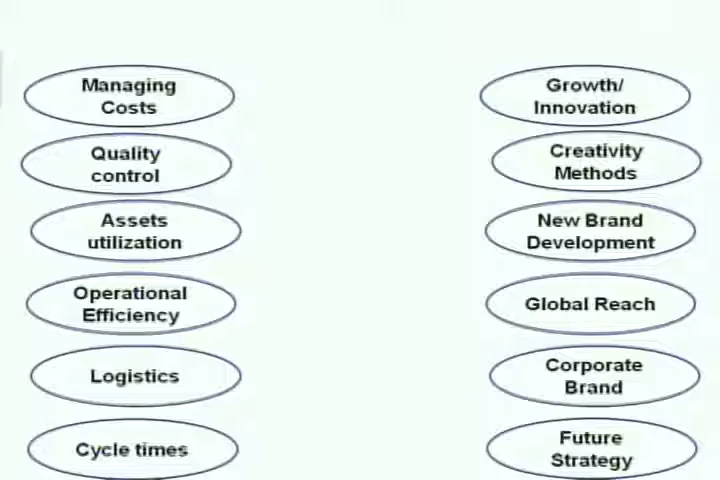 Managing
Costs
Growth/
Innovation
Quality
control
Creativity
Methods
Assets
utilization
New Brand
Development
Operational
Efficiency
Global Reach
Logistics
Corporate
Brand
Cycle times
Future
Strategy